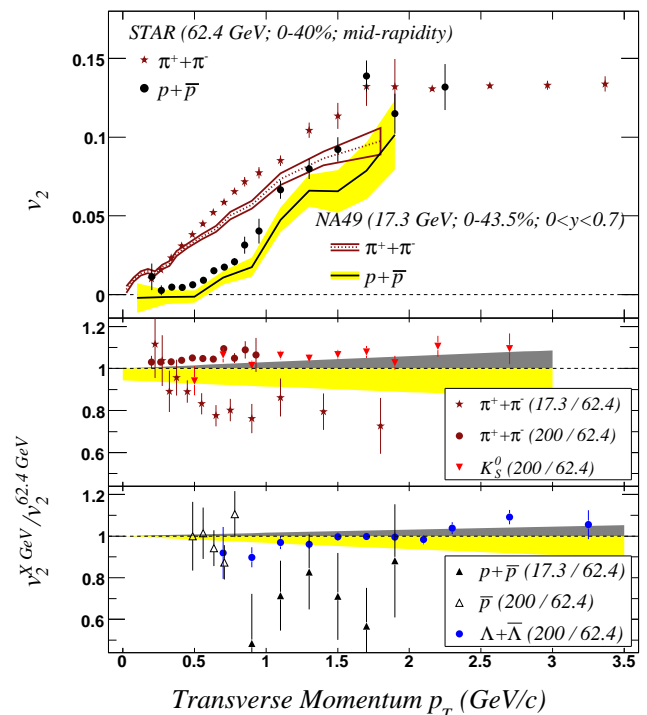 STAR (62.4 GeV; 0-40%; mid-rapidity)
π⁺+π⁻
p+p̅
0.15
0.1
0.05
0
v₂
NA49 (17.3 GeV; 0-43.5%; 0<y<0.7)
π⁺+π⁻
p+p̅
1.2
1
0.8
0.6
π⁺+π⁻ (17.3 / 62.4)
π⁺+π⁻ (200 / 62.4)
K⁰_S (200 / 62.4)
v₂^{X GeV}/v₂^{62.4 GeV}
1.2
1
0.8
0.6
p+p̅ (17.3 / 62.4)
p̅ (200 / 62.4)
Λ+Λ̅ (200 / 62.4)
0 0.5 1 1.5 2 2.5 3 3.5
Transverse Momentum p_T (GeV/c)